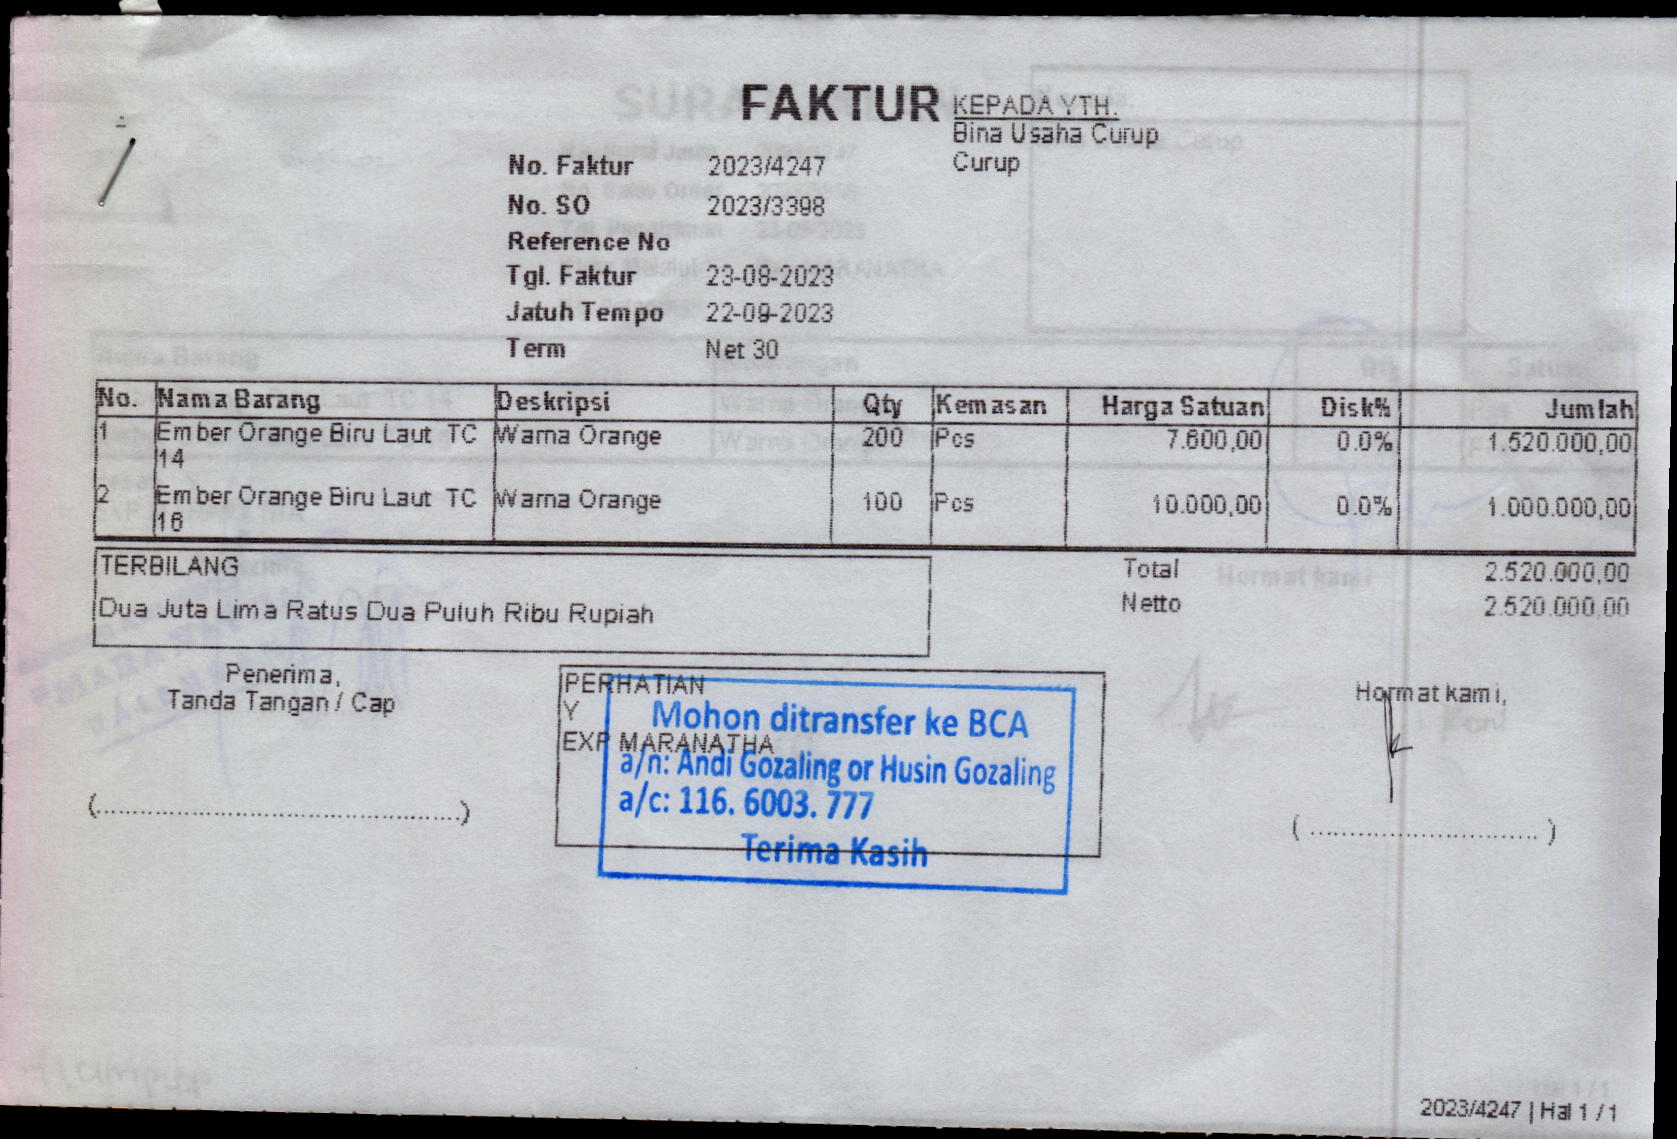 FAKTUR
KEPADA YTH.
Bina Usaha Curup
Curup
No. Faktur 2023/4247
No. SO 2023/3398
Reference No
Tgl. Faktur 23-08-2023
Jatuh Tempo 22-09-2023
Term Net 30
No. Nama Barang Deskripsi Qty Kemasan Harga Satuan Disk% Jumlah
1 Ember Orange Biru Laut TC Warna Orange 200 Pcs 7.600,00 0.0% 1.520.000,00
14
2 Ember Orange Biru Laut TC Warna Orange 100 Pcs 10.000,00 0.0% 1.000.000,00
16
TERBILANG
Dua Juta Lima Ratus Dua Puluh Ribu Rupiah
Total 2.520.000,00
Netto 2.520.000,00
Penerima,
Tanda Tangan / Cap
(............................................)
PERHATIAN
Y
EXP MARANATHA
Mohon ditransfer ke BCA
a/n: Andi Gozaling or Husin Gozaling
a/c: 116. 6003. 777
Terima Kasih
Hormat kami,
( ............................ )
2023/4247 | Hal 1 / 1